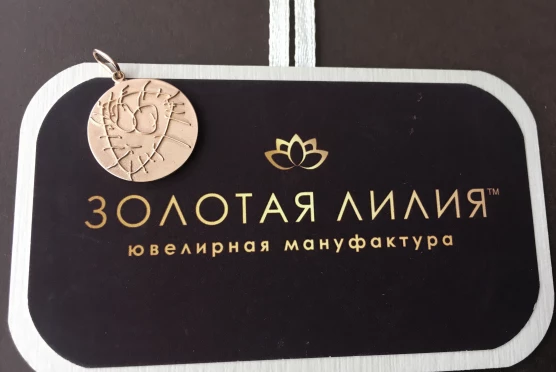 ЗОЛОТАЯ ЛИЛИЯ™
ювелирная мануфактура